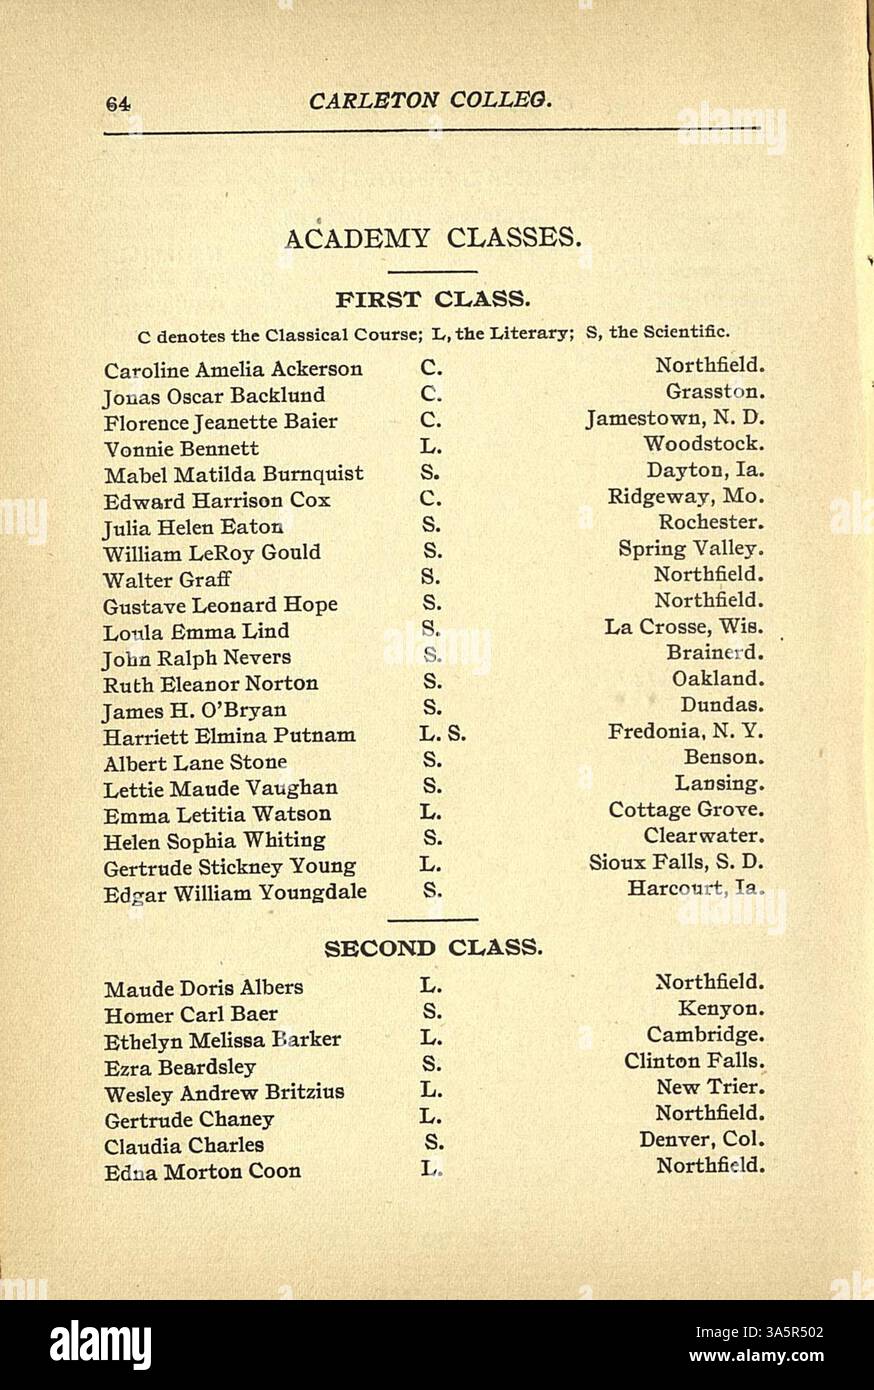 64 CARLETON COLLEG.
ACADEMY CLASSES.
FIRST CLASS.
C denotes the Classical Course; L, the Literary; S, the Scientific.
Caroline Amelia Ackerson C. Northfield.
Jonas Oscar Backlund C. Grasston.
Florence Jeanette Baier C. Jamestown, N. D.
Vonnie Bennett L. Woodstock.
Mabel Matilda Burnquist S. Dayton, Ia.
Edward Harrison Cox C. Ridgeway, Mo.
Julia Helen Eaton S. Rochester.
William LeRoy Gould S. Spring Valley.
Walter Graff S. Northfield.
Gustave Leonard Hope S. Northfield.
Loula Emma Lind S. La Crosse, Wis.
John Ralph Nevers S. Brainerd.
Ruth Eleanor Norton S. Oakland.
James H. O'Bryan S. Dundas.
Harriett Elmina Putnam L. S. Fredonia, N. Y.
Albert Lane Stone S. Benson.
Lettie Maude Vaughan S. Lansing.
Emma Letitia Watson L. Cottage Grove.
Helen Sophia Whiting S. Clearwater.
Gertrude Stickney Young L. Sioux Falls, S. D.
Edgar William Youngdale S. Harcourt, Ia.
SECOND CLASS.
Maude Doris Albers L. Northfield.
Homer Carl Baer S. Kenyon.
Ethelyn Melissa Barker L. Cambridge.
Ezra Beardsley S. Clinton Falls.
Wesley Andrew Britzius L. New Trier.
Gertrude Chaney L. Northfield.
Claudia Charles S. Denver, Col.
Edna Morton Coon L. Northfield.
alamy
Image ID: 3A5R502
www.alamy.com